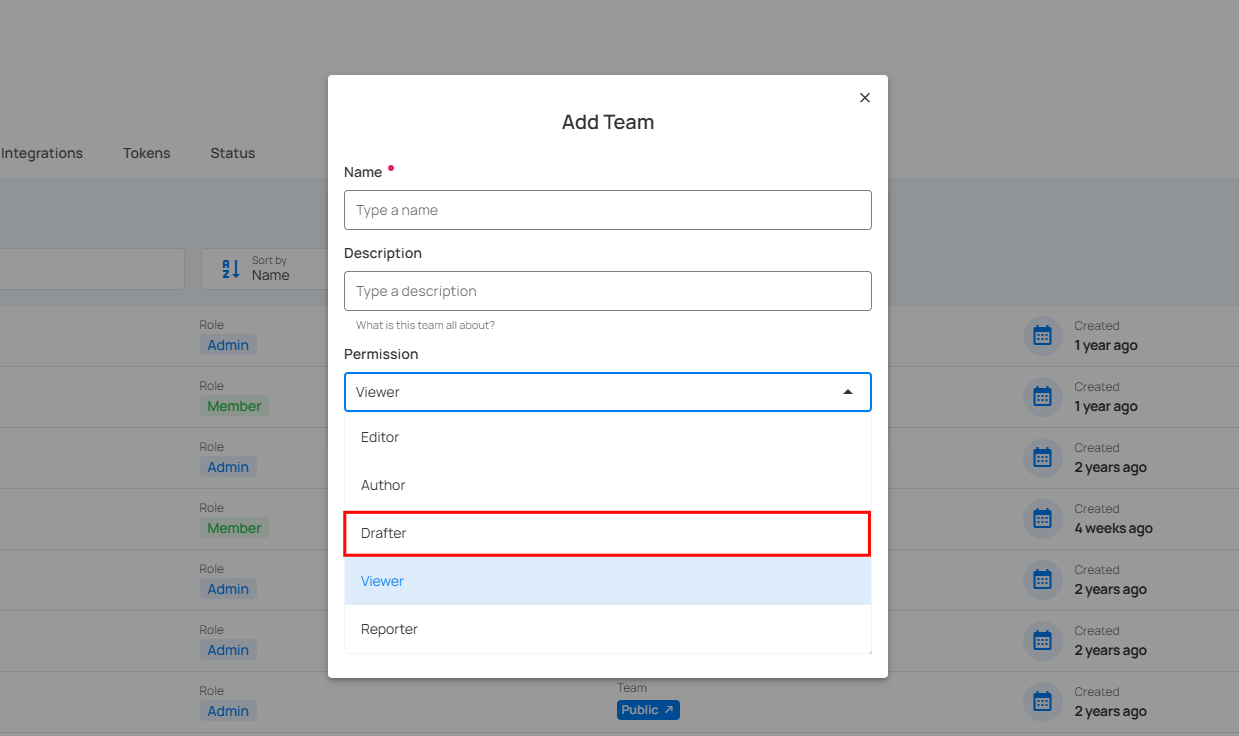 Add Team
Integrations Tokens Status
Name
Type a name
Description
Sort by
Name
Type a description
What is this team all about?
Permission
Viewer
Editor
Author
Drafter
Viewer
Reporter
Role
Admin
Created
1 year ago
Role
Member
Created
1 year ago
Role
Admin
Created
2 years ago
Role
Member
Created
4 weeks ago
Role
Admin
Created
2 years ago
Role
Admin
Created
2 years ago
Role
Admin
Team
Public
Created
2 years ago